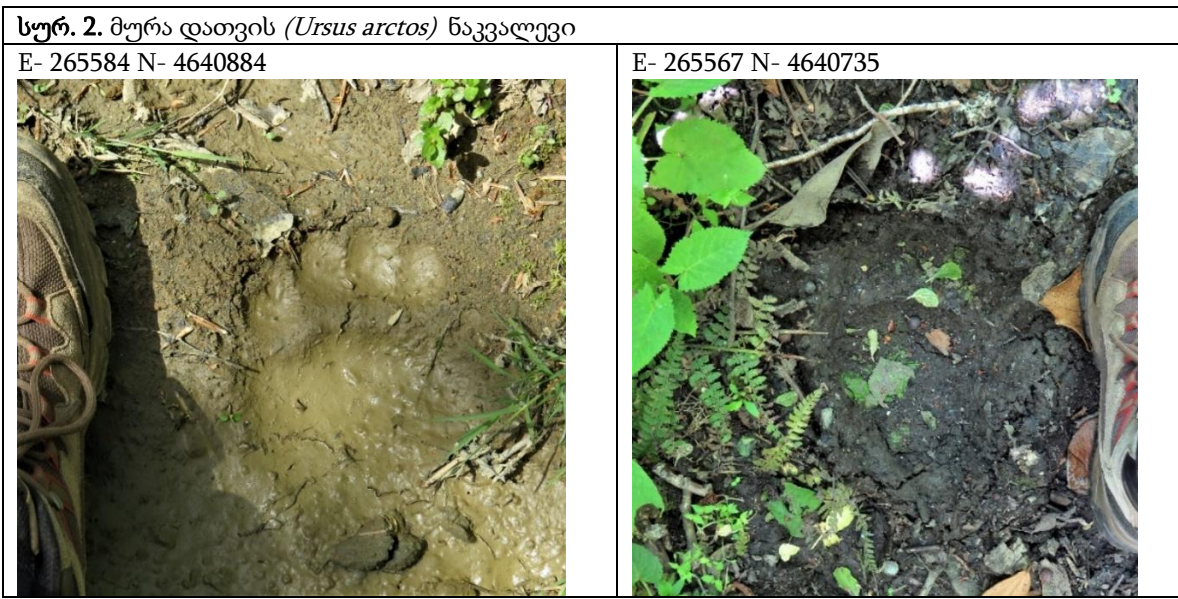 სურ. 2. მურა დათვის (Ursus arctos) ნაკვალევი
E- 265584 N- 4640884
E- 265567 N- 4640735